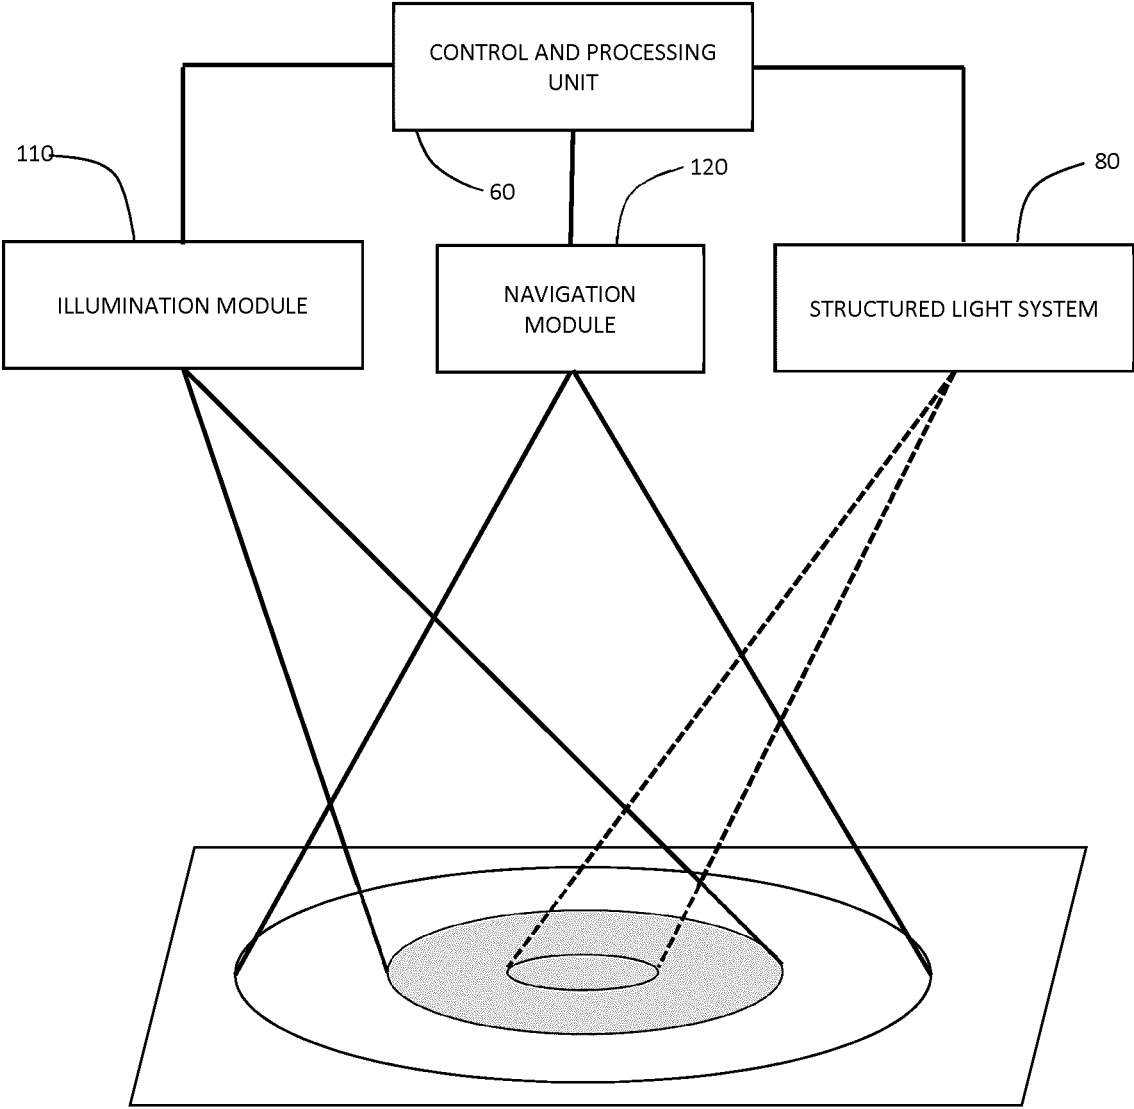 CONTROL AND PROCESSING
UNIT
110
60
120
80
ILLUMINATION MODULE
NAVIGATION
MODULE
STRUCTURED LIGHT SYSTEM